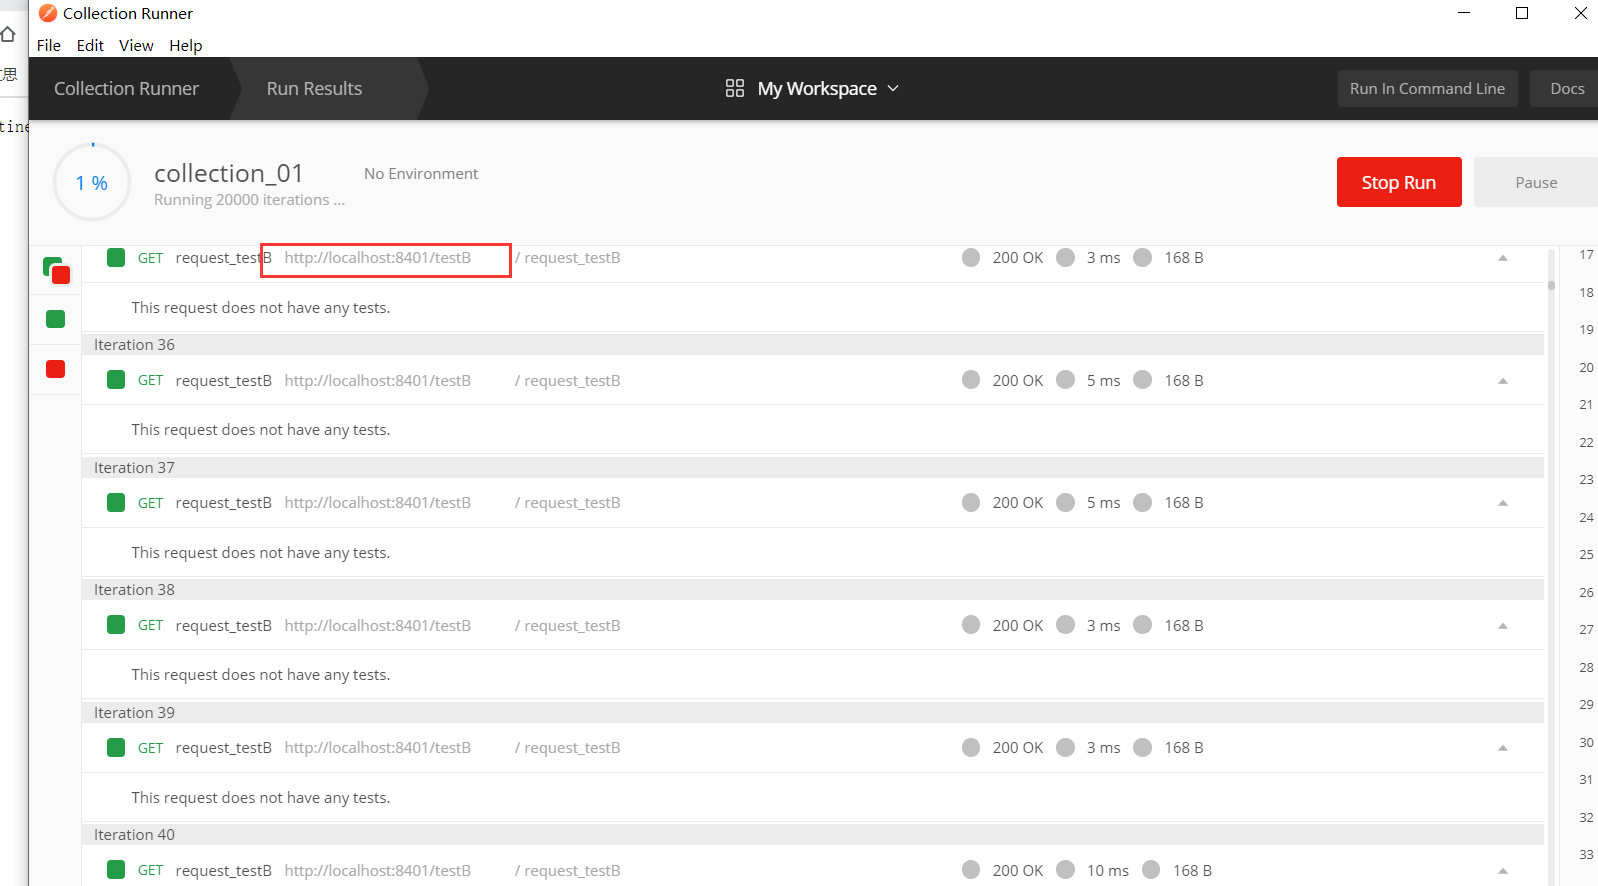 Collection Runner
File Edit View Help
思
tine
Collection Runner Run Results My Workspace Run In Command Line Docs
1 %
collection_01 No Environment
Running 20000 iterations ...
Stop Run Pause
GET request_testB http://localhost:8401/testB / request_testB 200 OK 3 ms 168 B
This request does not have any tests.
Iteration 36
GET request_testB http://localhost:8401/testB / request_testB 200 OK 5 ms 168 B
This request does not have any tests.
Iteration 37
GET request_testB http://localhost:8401/testB / request_testB 200 OK 5 ms 168 B
This request does not have any tests.
Iteration 38
GET request_testB http://localhost:8401/testB / request_testB 200 OK 3 ms 168 B
This request does not have any tests.
Iteration 39
GET request_testB http://localhost:8401/testB / request_testB 200 OK 3 ms 168 B
This request does not have any tests.
Iteration 40
GET request_testB http://localhost:8401/testB / request_testB 200 OK 10 ms 168 B
17
18
19
20
21
22
23
24
25
26
27
28
29
30
31
32
33